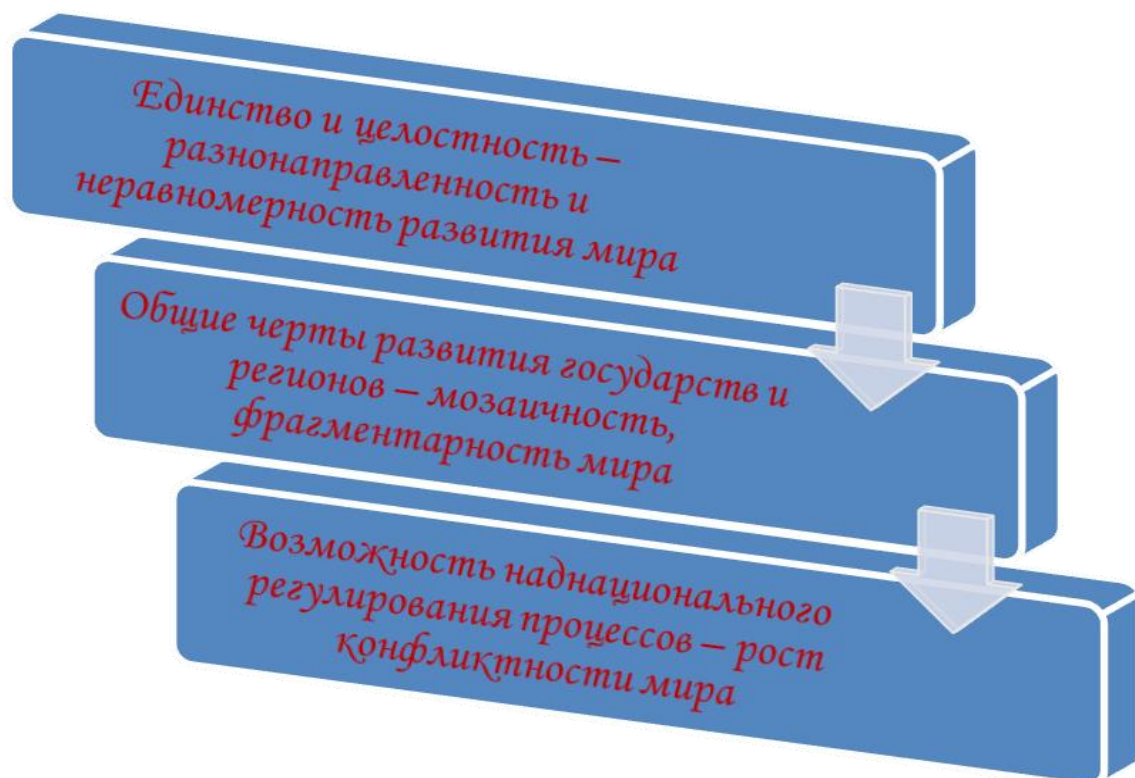 Единство и целостность –
разнонаправленность и
неравномерность развития мира
Общие черты развития государств и
регионов – мозаичность,
фрагментарность мира
Возможность наднационального
регулирования процессов – рост
конфликтности мира